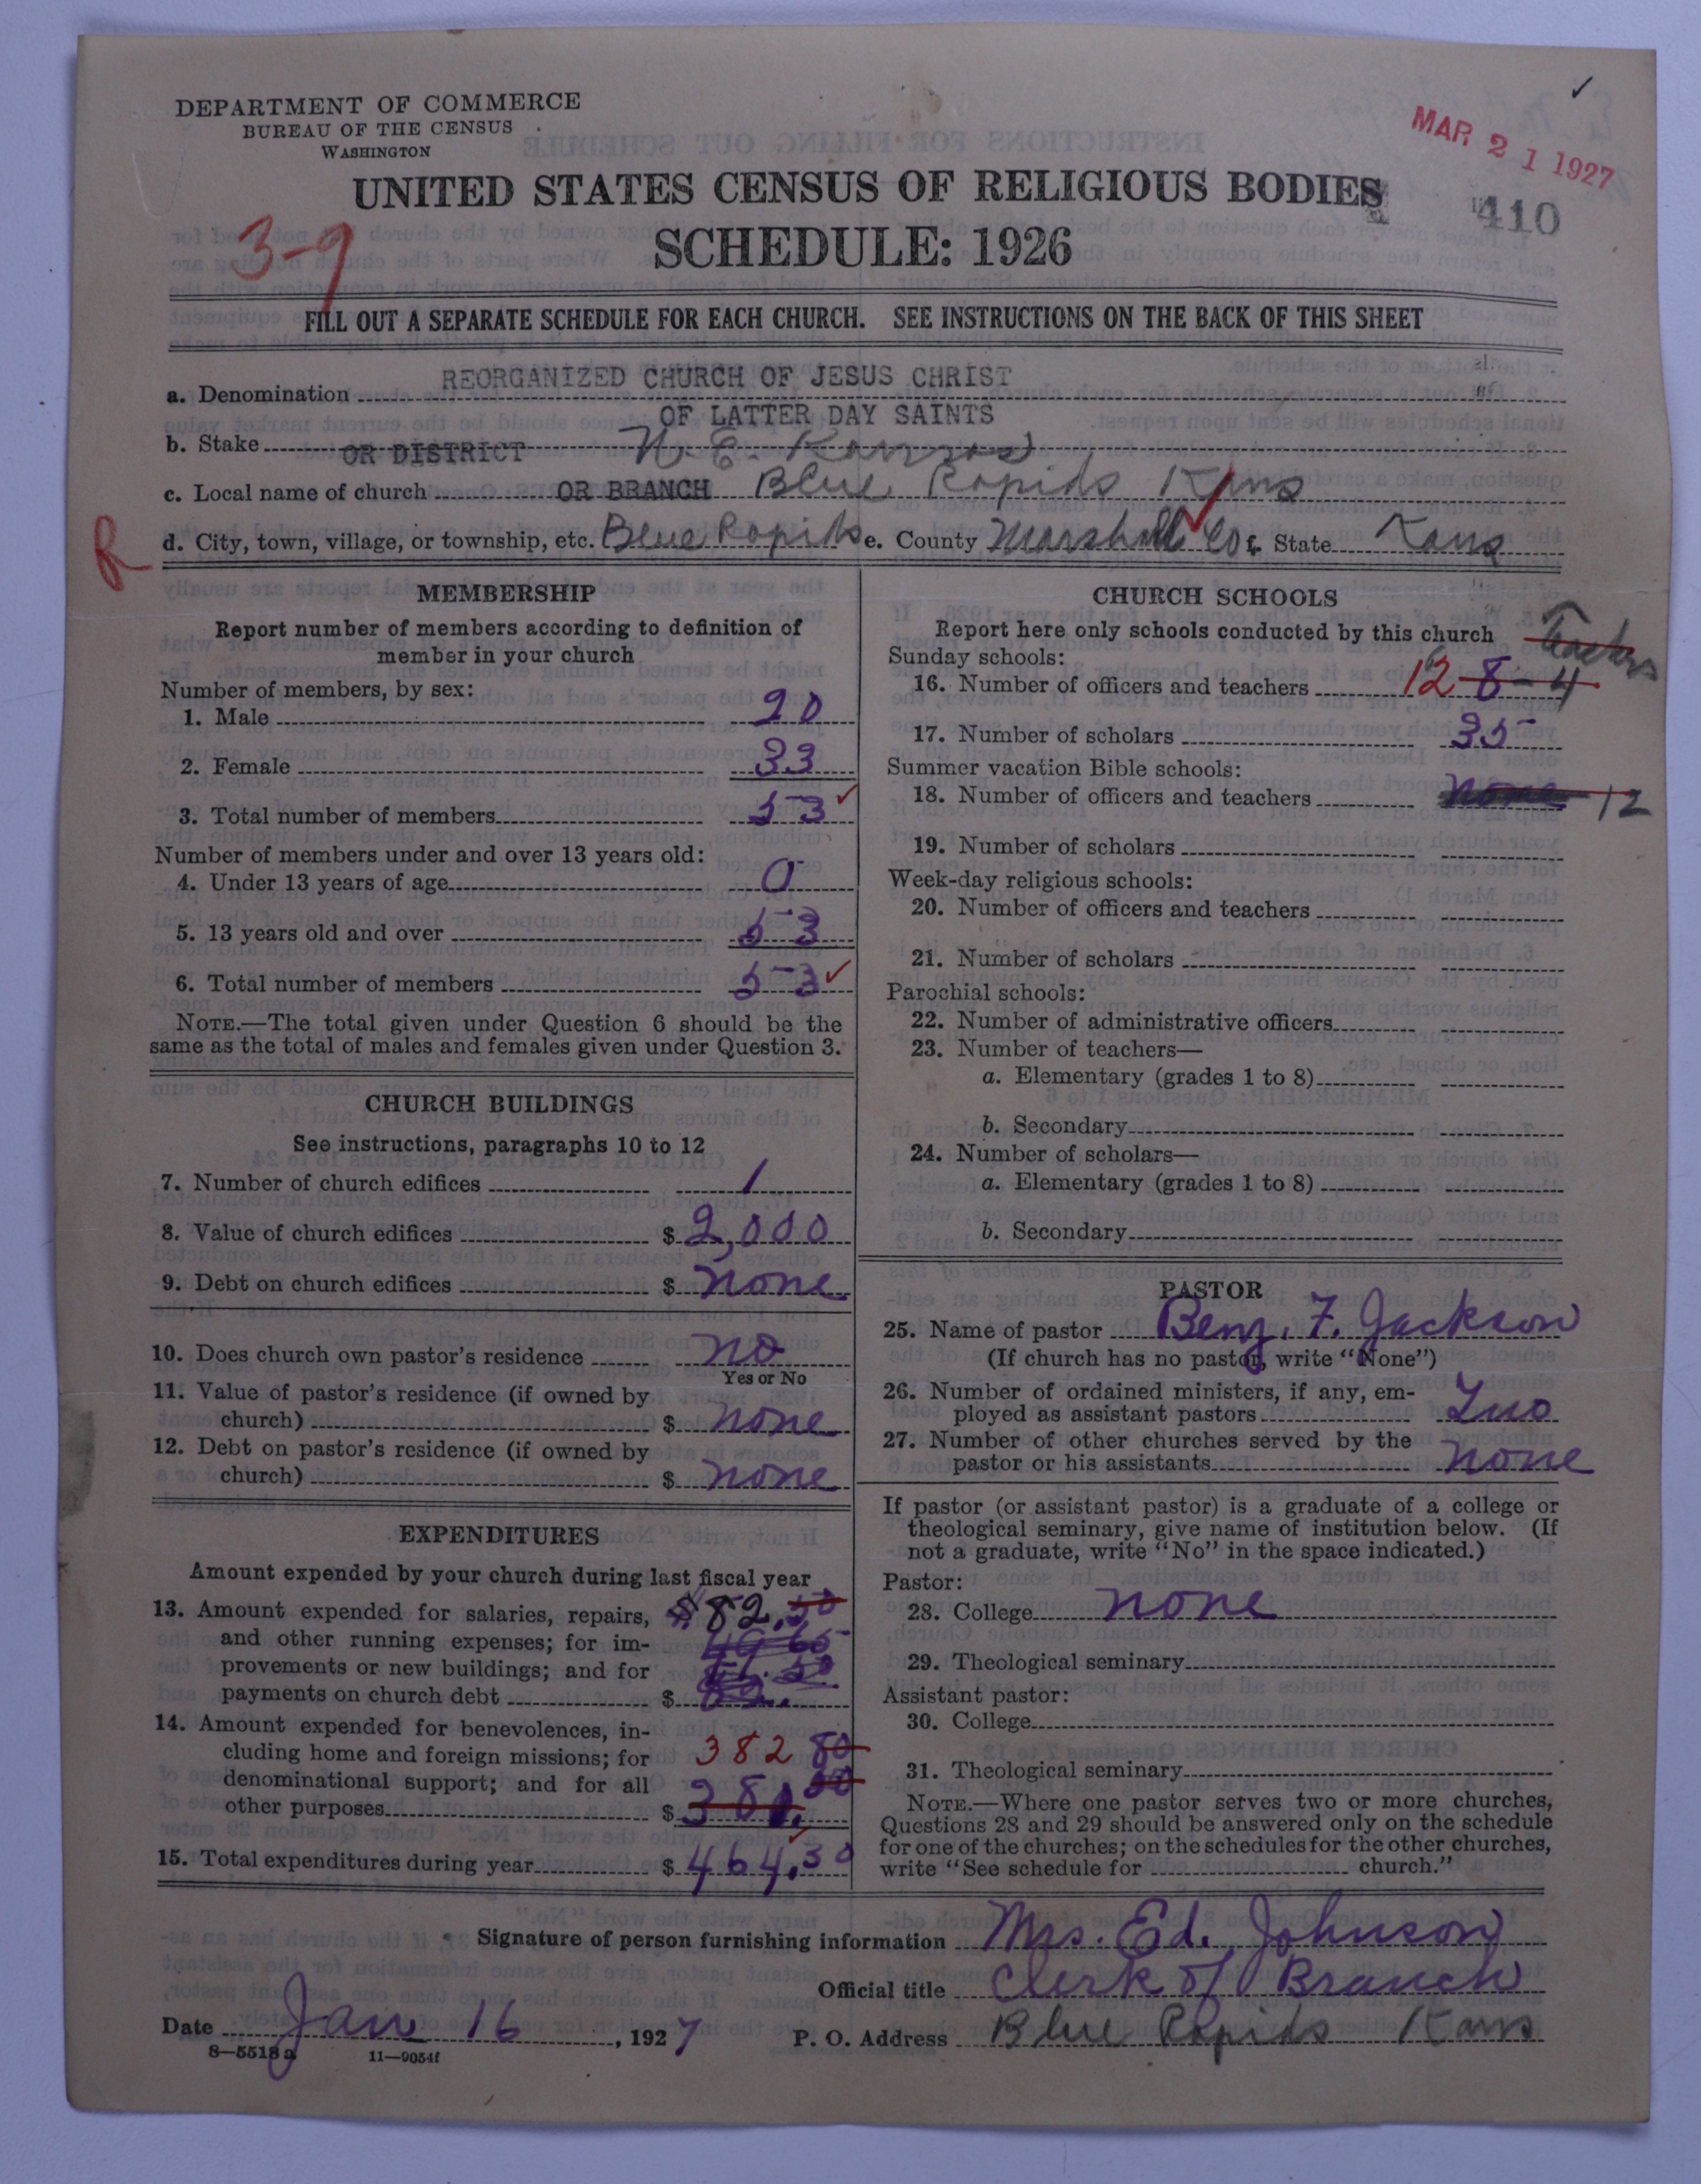 DEPARTMENT OF COMMERCE
BUREAU OF THE CENSUS
WASHINGTON
MAR 21 1927
410
UNITED STATES CENSUS OF RELIGIOUS BODIES
3-9
SCHEDULE: 1926
FILL OUT A SEPARATE SCHEDULE FOR EACH CHURCH. SEE INSTRUCTIONS ON THE BACK OF THIS SHEET
a. Denomination REORGANIZED CHURCH OF JESUS CHRIST
OF LATTER DAY SAINTS
b. Stake OR DISTRICT N. E. Kansas
c. Local name of church OR BRANCH Blue Rapids Kans
R
d. City, town, village, or township, etc. Blue Rapids e. County Marshall Co f. State Kans
MEMBERSHIP
Report number of members according to definition of
member in your church
Number of members, by sex:
1. Male 20
2. Female 33
3. Total number of members 53
Number of members under and over 13 years old:
4. Under 13 years of age 0
5. 13 years old and over 53
6. Total number of members 53
NOTE.—The total given under Question 6 should be the
same as the total of males and females given under Question 3.
CHURCH BUILDINGS
See instructions, paragraphs 10 to 12
7. Number of church edifices 1
8. Value of church edifices $ 2,000
9. Debt on church edifices $ none
10. Does church own pastor's residence no
Yes or No
11. Value of pastor's residence (if owned by
church) $ none
12. Debt on pastor's residence (if owned by
church) $ none
EXPENDITURES
Amount expended by your church during last fiscal year
13. Amount expended for salaries, repairs, $ 82.50
and other running expenses; for im-
provements or new buildings; and for
payments on church debt $
14. Amount expended for benevolences, in-
cluding home and foreign missions; for 382 80
denominational support; and for all
other purposes $ 381.
15. Total expenditures during year $ 464.30
CHURCH SCHOOLS
Report here only schools conducted by this church Teachers
Sunday schools:
16. Number of officers and teachers 12 8-4
17. Number of scholars 35
Summer vacation Bible schools:
18. Number of officers and teachers none 12
19. Number of scholars
Week-day religious schools:
20. Number of officers and teachers
21. Number of scholars
Parochial schools:
22. Number of administrative officers
23. Number of teachers—
a. Elementary (grades 1 to 8)
b. Secondary
24. Number of scholars—
a. Elementary (grades 1 to 8)
b. Secondary
PASTOR
25. Name of pastor Benj. F. Jackson
(If church has no pastor, write "None")
26. Number of ordained ministers, if any, em-
ployed as assistant pastors Two
27. Number of other churches served by the
pastor or his assistants none
If pastor (or assistant pastor) is a graduate of a college or
theological seminary, give name of institution below. (If
not a graduate, write "No" in the space indicated.)
Pastor:
28. College none
29. Theological seminary
Assistant pastor:
30. College
31. Theological seminary
NOTE.—Where one pastor serves two or more churches,
Questions 28 and 29 should be answered only on the schedule
for one of the churches; on the schedules for the other churches,
write "See schedule for church."
Signature of person furnishing information Mrs. Ed. Johnson
Official title Clerk of Branch
Date Jan 16, 1927 P. O. Address Blue Rapids Kans
8—5518 a 11—9054f